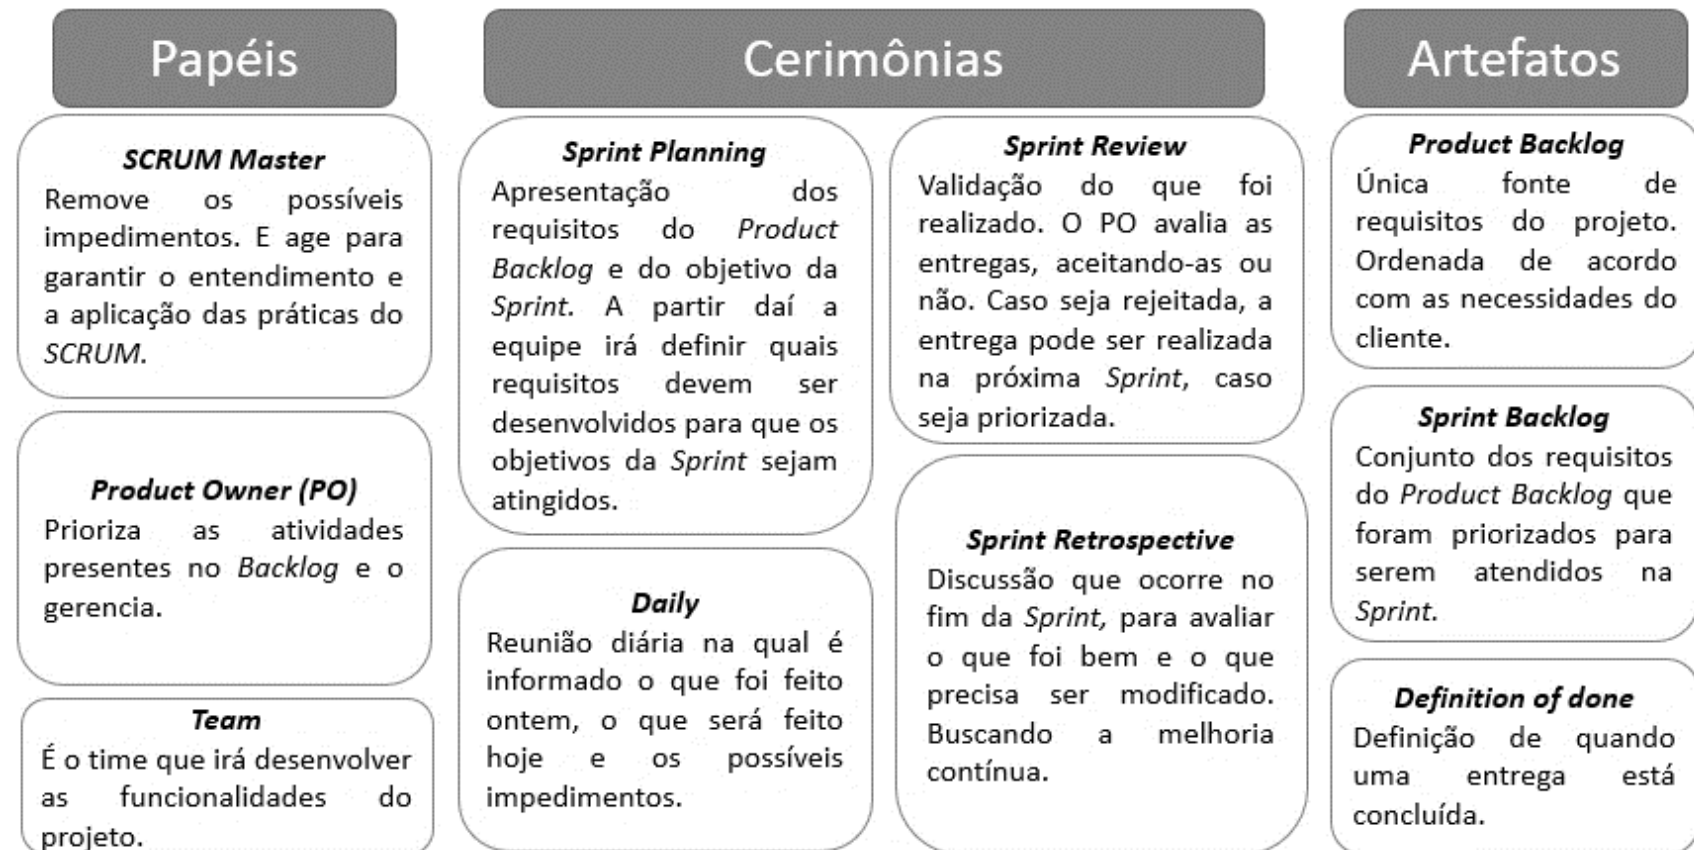 Papéis
SCRUM Master
Remove os possíveis
impedimentos. E age para
garantir o entendimento e
a aplicação das práticas do
SCRUM.
Product Owner (PO)
Prioriza as atividades
presentes no Backlog e o
gerencia.
Team
É o time que irá desenvolver
as funcionalidades do
projeto.
Cerimônias
Sprint Planning
Apresentação dos
requisitos do Product
Backlog e do objetivo da
Sprint. A partir daí a
equipe irá definir quais
requisitos devem ser
desenvolvidos para que os
objetivos da Sprint sejam
atingidos.
Daily
Reunião diária na qual é
informado o que foi feito
ontem, o que será feito
hoje e os possíveis
impedimentos.
Sprint Review
Validação do que foi
realizado. O PO avalia as
entregas, aceitando-as ou
não. Caso seja rejeitada, a
entrega pode ser realizada
na próxima Sprint, caso
seja priorizada.
Sprint Retrospective
Discussão que ocorre no
fim da Sprint, para avaliar
o que foi bem e o que
precisa ser modificado.
Buscando a melhoria
contínua.
Artefatos
Product Backlog
Única fonte de
requisitos do projeto.
Ordenada de acordo
com as necessidades do
cliente.
Sprint Backlog
Conjunto dos requisitos
do Product Backlog que
foram priorizados para
serem atendidos na
Sprint.
Definition of done
Definição de quando
uma entrega está
concluída.